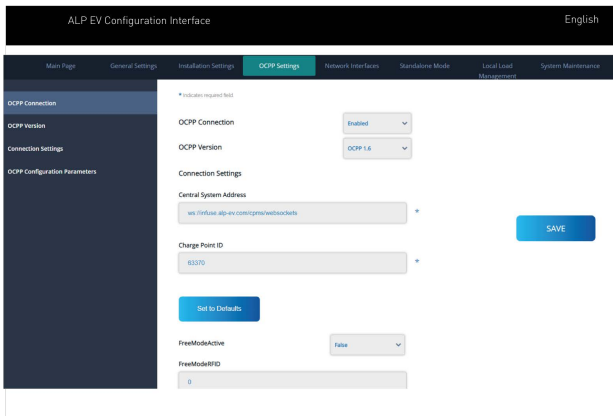 ALP EV Configuration Interface
English
Main Page
General Settings
Installation Settings
OCPP Settings
Network Interfaces
Standalone Mode
Local Load
Management
System Maintenance
OCPP Connection
OCPP Version
Connection Settings
OCPP Configuration Parameters
* Indicates required field.
OCPP Connection
Enabled
OCPP Version
OCPP 1.6
Connection Settings
Central System Address
ws://infuse.alp-ev.com/cpms/websockets
*
SAVE
Charge Point ID
63370
*
Set to Defaults
FreeModeActive
False
FreeModeRFID
0